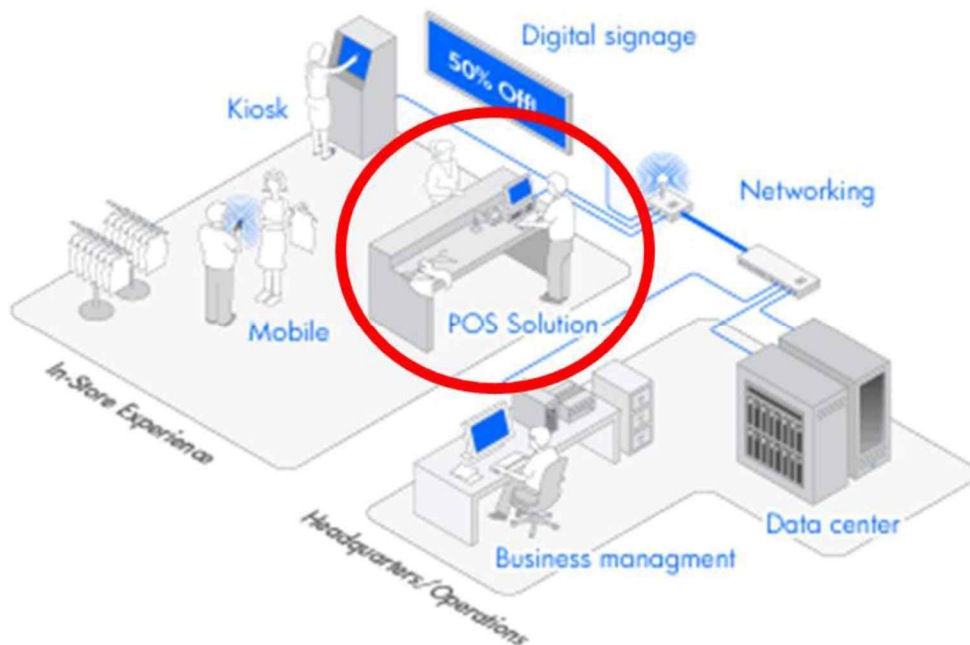 Digital signage
50% Off!
Kiosk
Networking
Mobile
POS Solution
In-Store Experience
Data center
Business managment
Headquarters/Operations